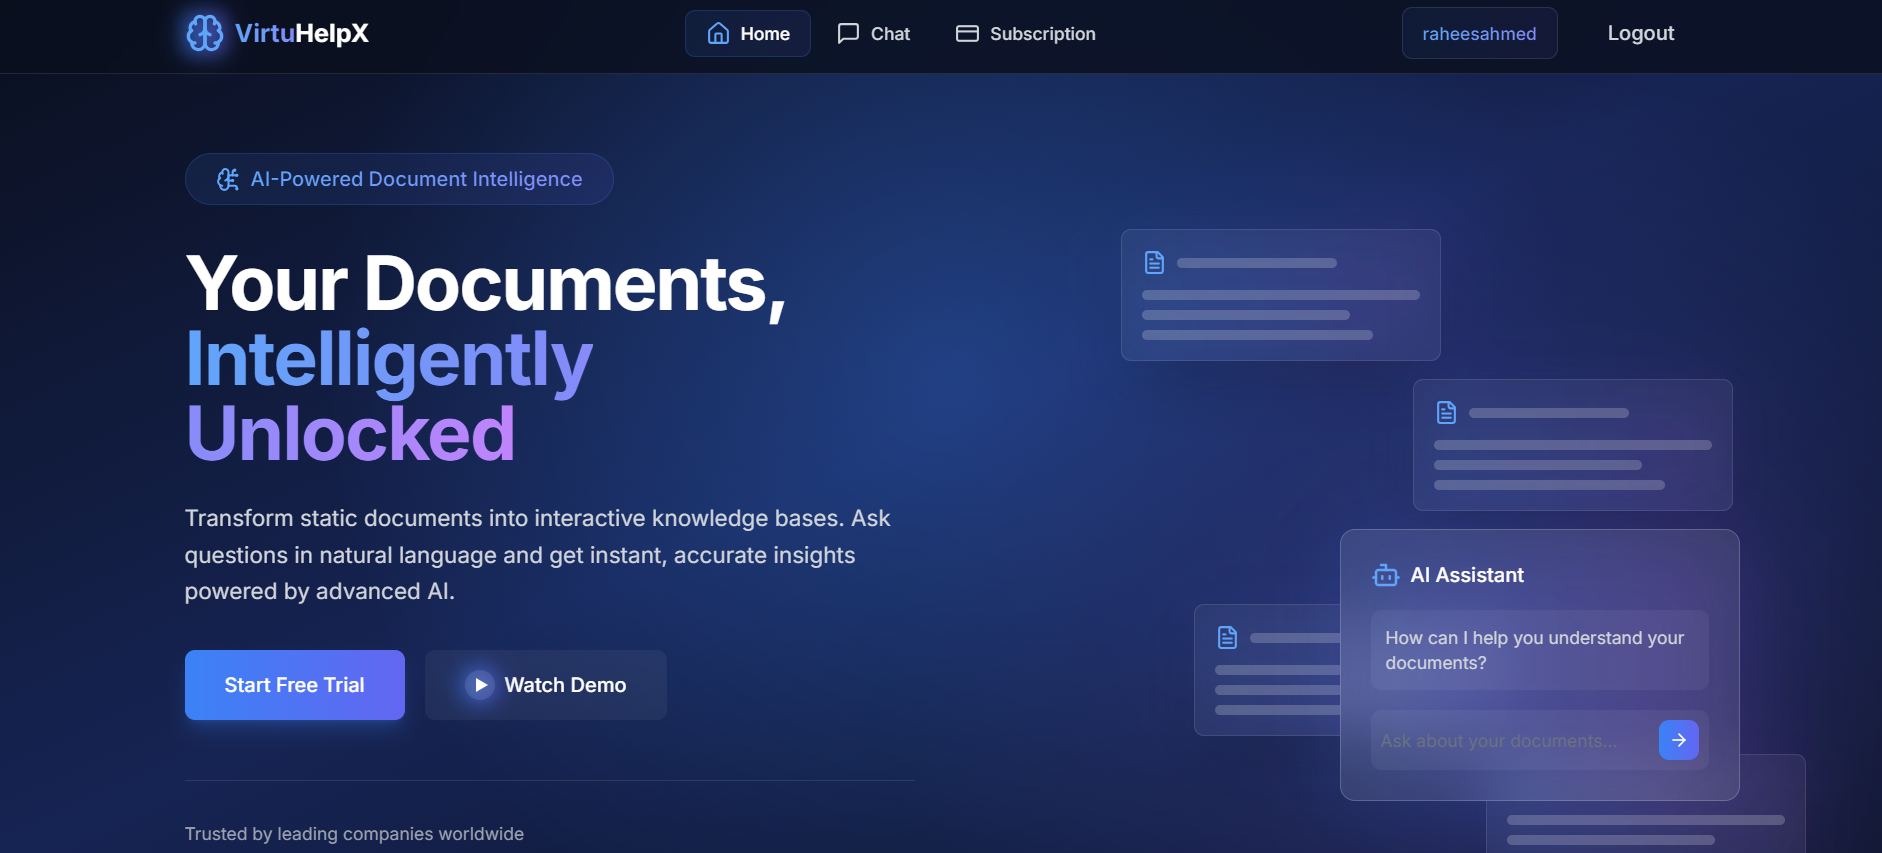 VirtuHelpX
Home
Chat
Subscription
raheesahmed
Logout
AI-Powered Document Intelligence
Your Documents,
Intelligently
Unlocked
Transform static documents into interactive knowledge bases. Ask
questions in natural language and get instant, accurate insights
powered by advanced AI.
Start Free Trial
Watch Demo
Trusted by leading companies worldwide
AI Assistant
How can I help you understand your
documents?
Ask about your documents...